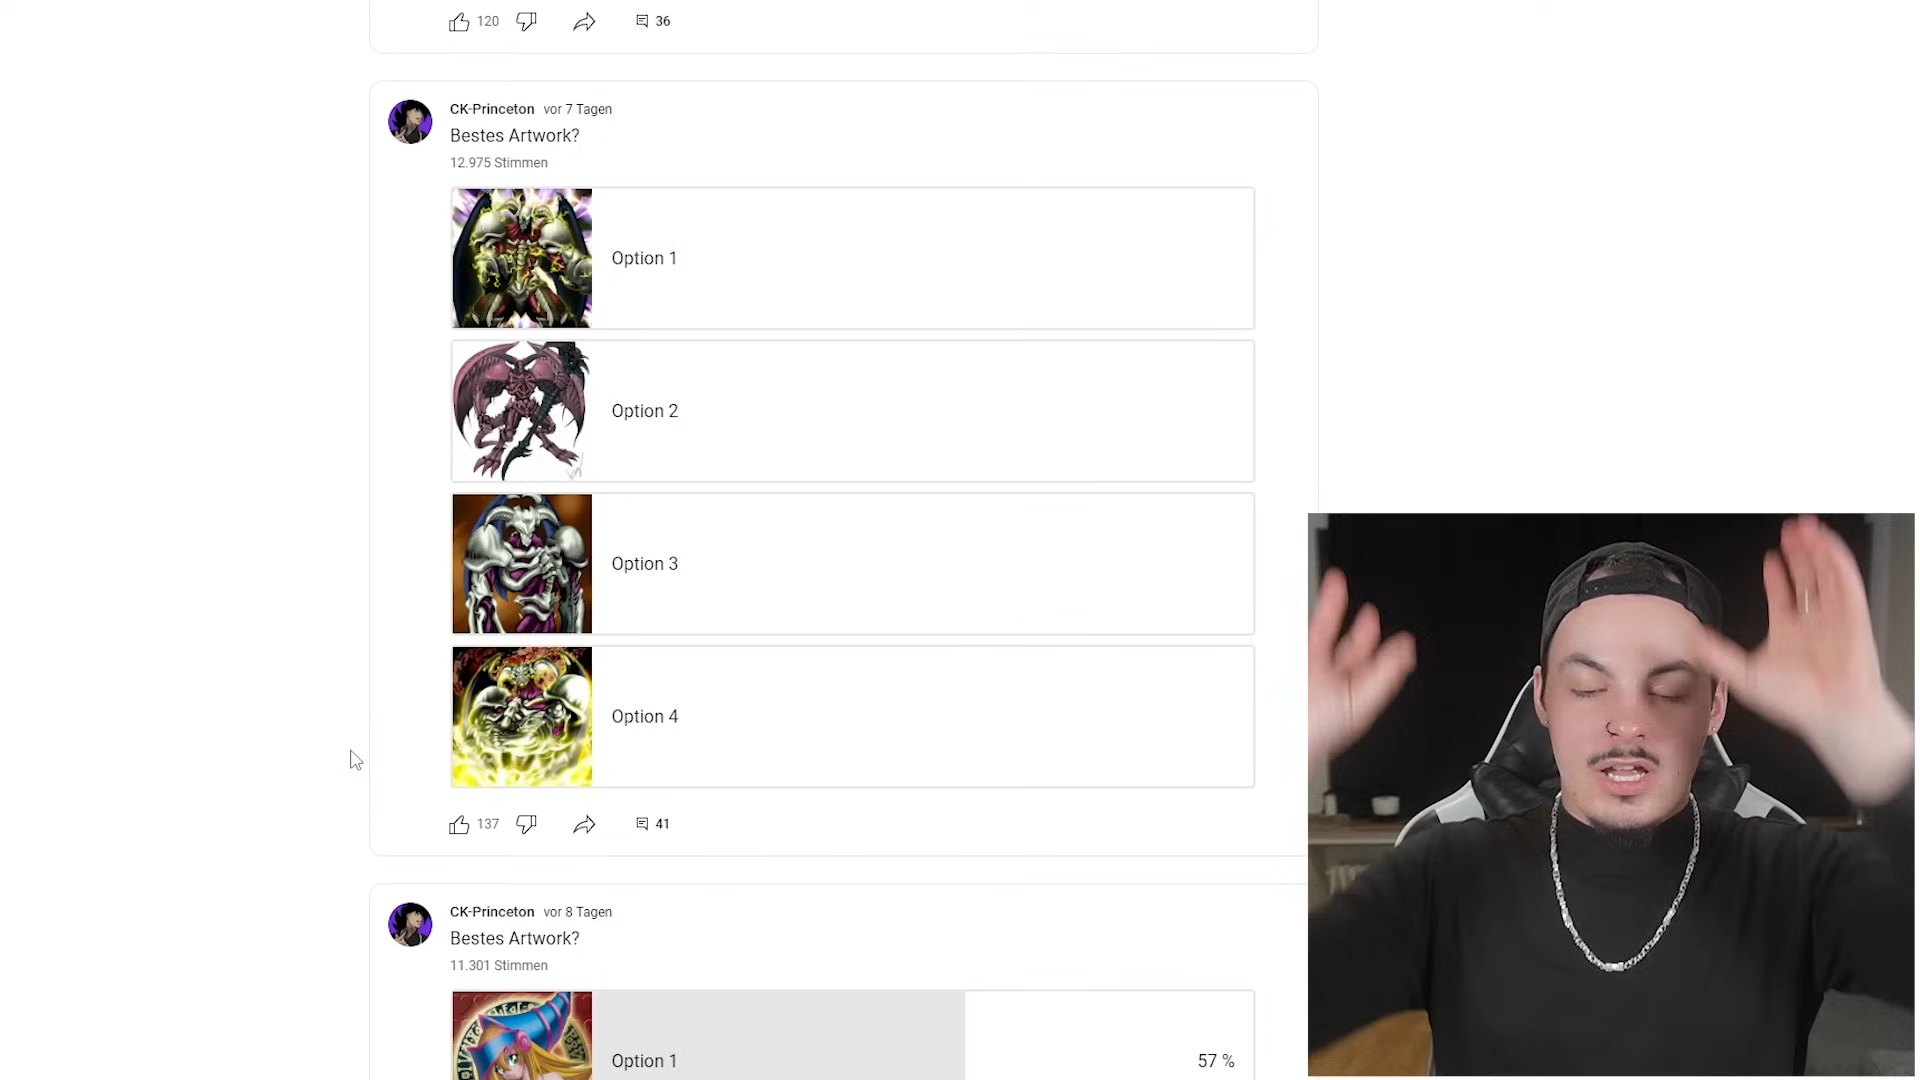 120
36
CK-Princeton vor 7 Tagen
Bestes Artwork?
12.975 Stimmen
Option 1
Option 2
Option 3
Option 4
137
41
CK-Princeton vor 8 Tagen
Bestes Artwork?
11.301 Stimmen
Option 1
57 %